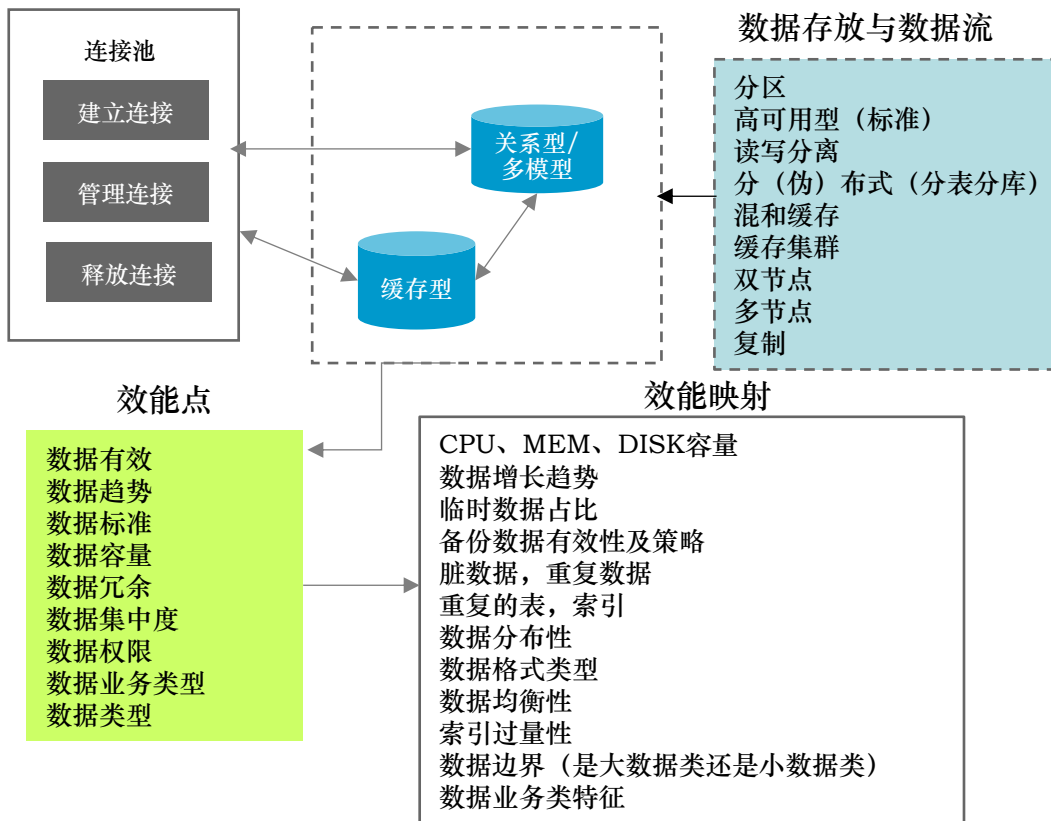 连接池
建立连接
管理连接
释放连接
关系型/
多模型
缓存型
数据存放与数据流
分区
高可用型（标准）
读写分离
分（伪）布式（分表分库）
混和缓存
缓存集群
双节点
多节点
复制
效能点
数据有效
数据趋势
数据标准
数据容量
数据冗余
数据集中度
数据权限
数据业务类型
数据类型
效能映射
CPU、MEM、DISK容量
数据增长趋势
临时数据占比
备份数据有效性及策略
脏数据，重复数据
重复的表，索引
数据分布性
数据格式类型
数据均衡性
索引过量性
数据边界（是大数据类还是小数据类）
数据业务类特征